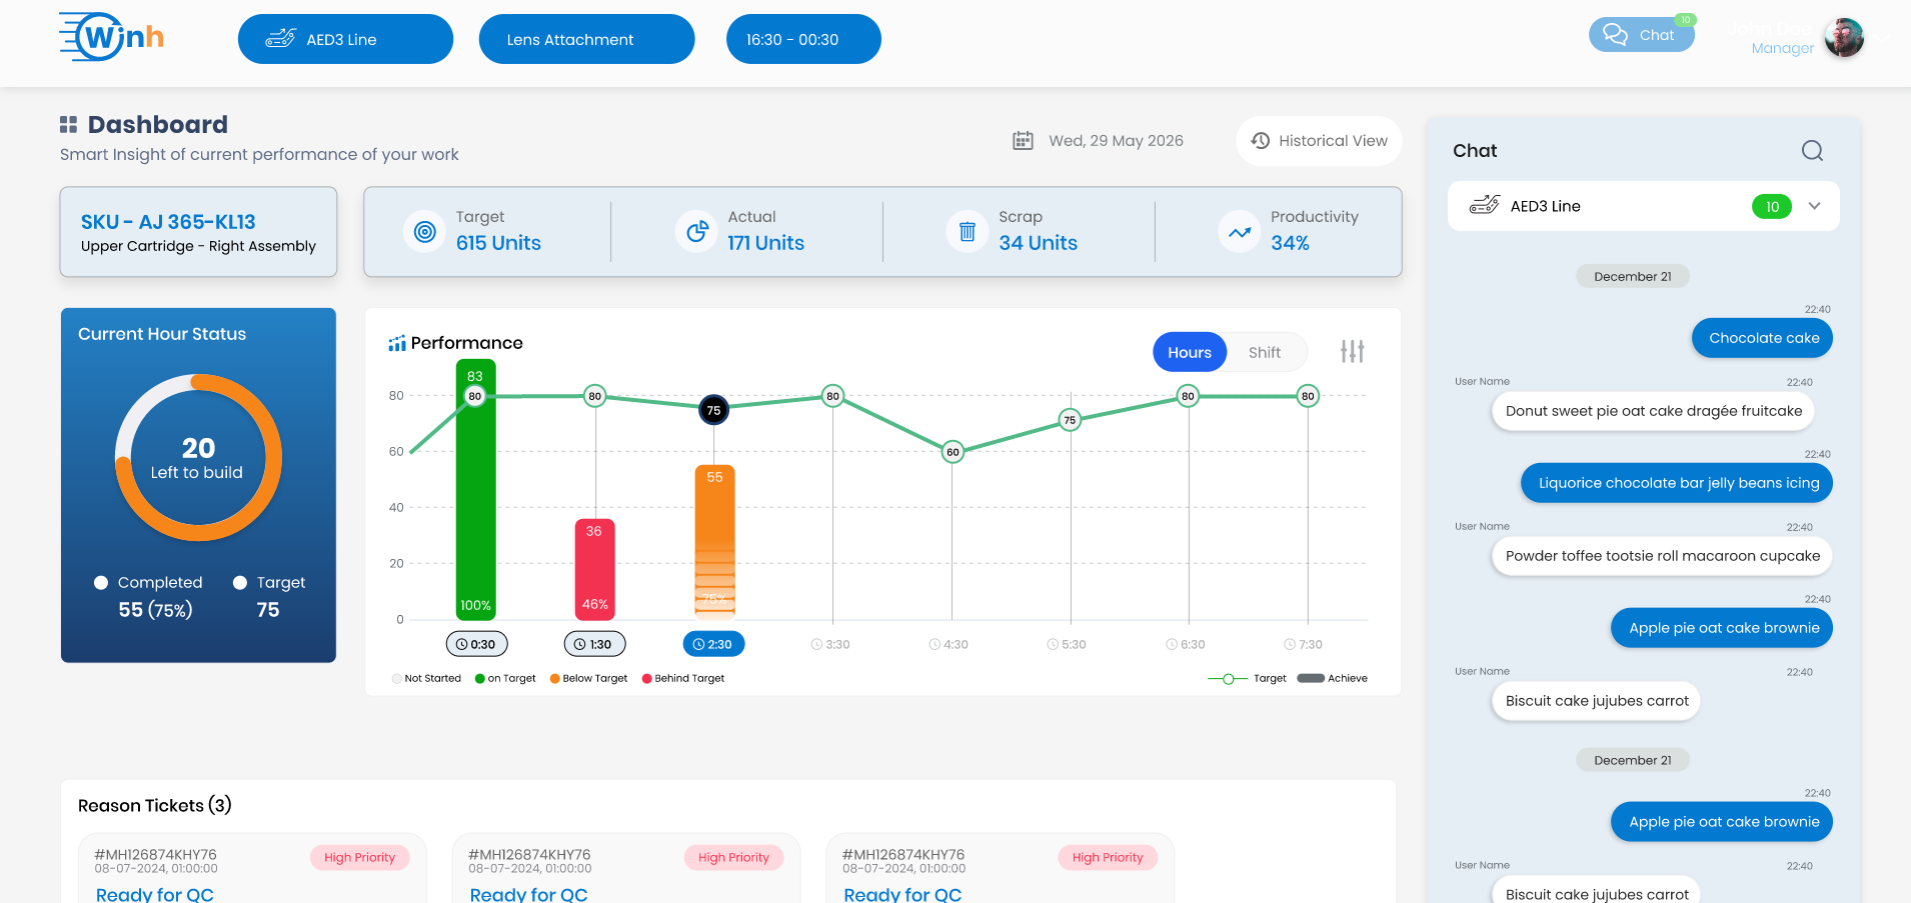 Winh
AED3 Line
Lens Attachment
16:30 - 00:30
Chat
10
John Doe
Manager
Dashboard
Smart Insight of current performance of your work
Wed, 29 May 2026
Historical View
SKU - AJ 365-KL13
Upper Cartridge - Right Assembly
Target
615 Units
Actual
171 Units
Scrap
34 Units
Productivity
34%
Current Hour Status
20
Left to build
Completed
55 (75%)
Target
75
Performance
Hours
Shift
80
60
40
20
0
83
80
100%
80
36
46%
75
55
75%
80
60
75
80
80
0:30
1:30
2:30
3:30
4:30
5:30
6:30
7:30
Not Started
on Target
Below Target
Behind Target
Target
Achieve
Reason Tickets (3)
#MH126874KHY76
08-07-2024, 01:00:00
High Priority
Ready for QC
#MH126874KHY76
08-07-2024, 01:00:00
High Priority
Ready for QC
#MH126874KHY76
08-07-2024, 01:00:00
High Priority
Ready for QC
Chat
AED3 Line
10
December 21
22:40
Chocolate cake
User Name
22:40
Donut sweet pie oat cake dragée fruitcake
22:40
Liquorice chocolate bar jelly beans icing
User Name
22:40
Powder toffee tootsie roll macaroon cupcake
22:40
Apple pie oat cake brownie
User Name
22:40
Biscuit cake jujubes carrot
December 21
22:40
Apple pie oat cake brownie
User Name
22:40
Biscuit cake jujubes carrot